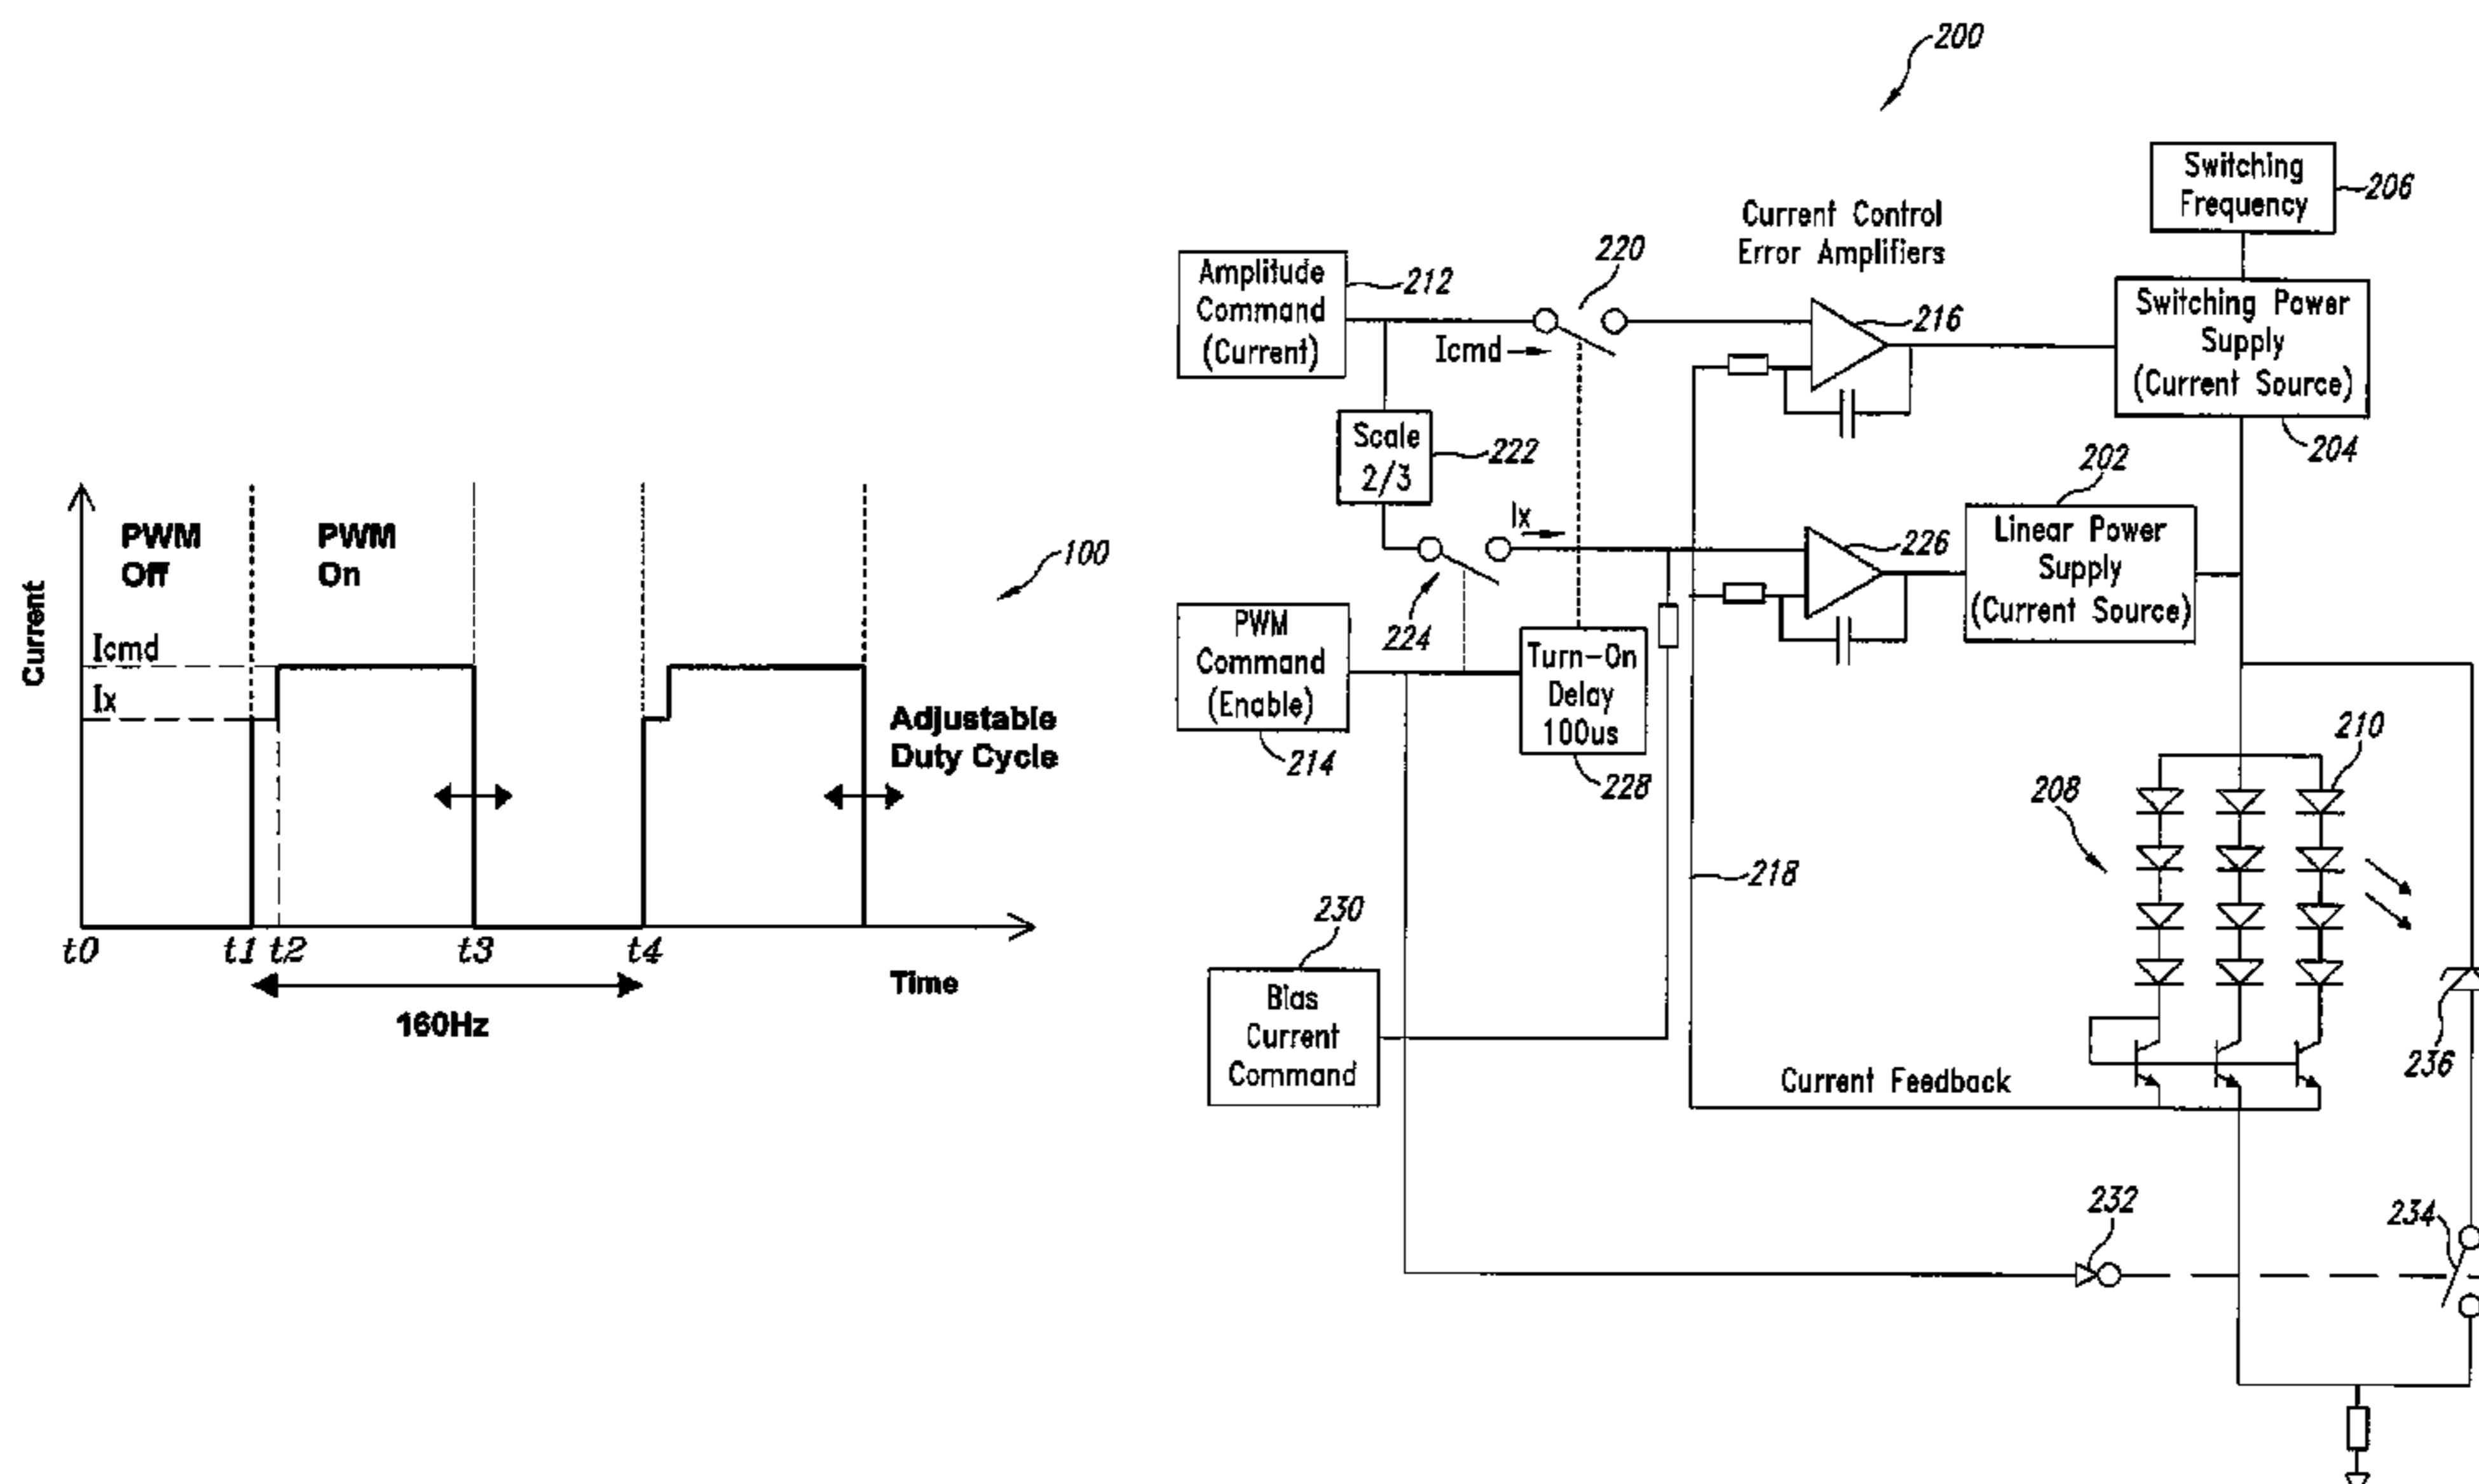 PWM
Off
PWM
On
100
Current
Icmd
Ix
Adjustable
Duty Cycle
t0
t1
t2
t3
t4
Time
160Hz
200
Switching
Frequency
206
Current Control
Error Amplifiers
220
Amplitude
Command
(Current)
212
Icmd
216
Switching Power
Supply
(Current Source)
204
Scale
2/3
222
202
Ix
226
Linear Power
Supply
(Current Source)
224
PWM
Command
(Enable)
214
Turn-On
Delay
100us
228
210
208
218
230
Bias
Current
Command
236
Current Feedback
232
234